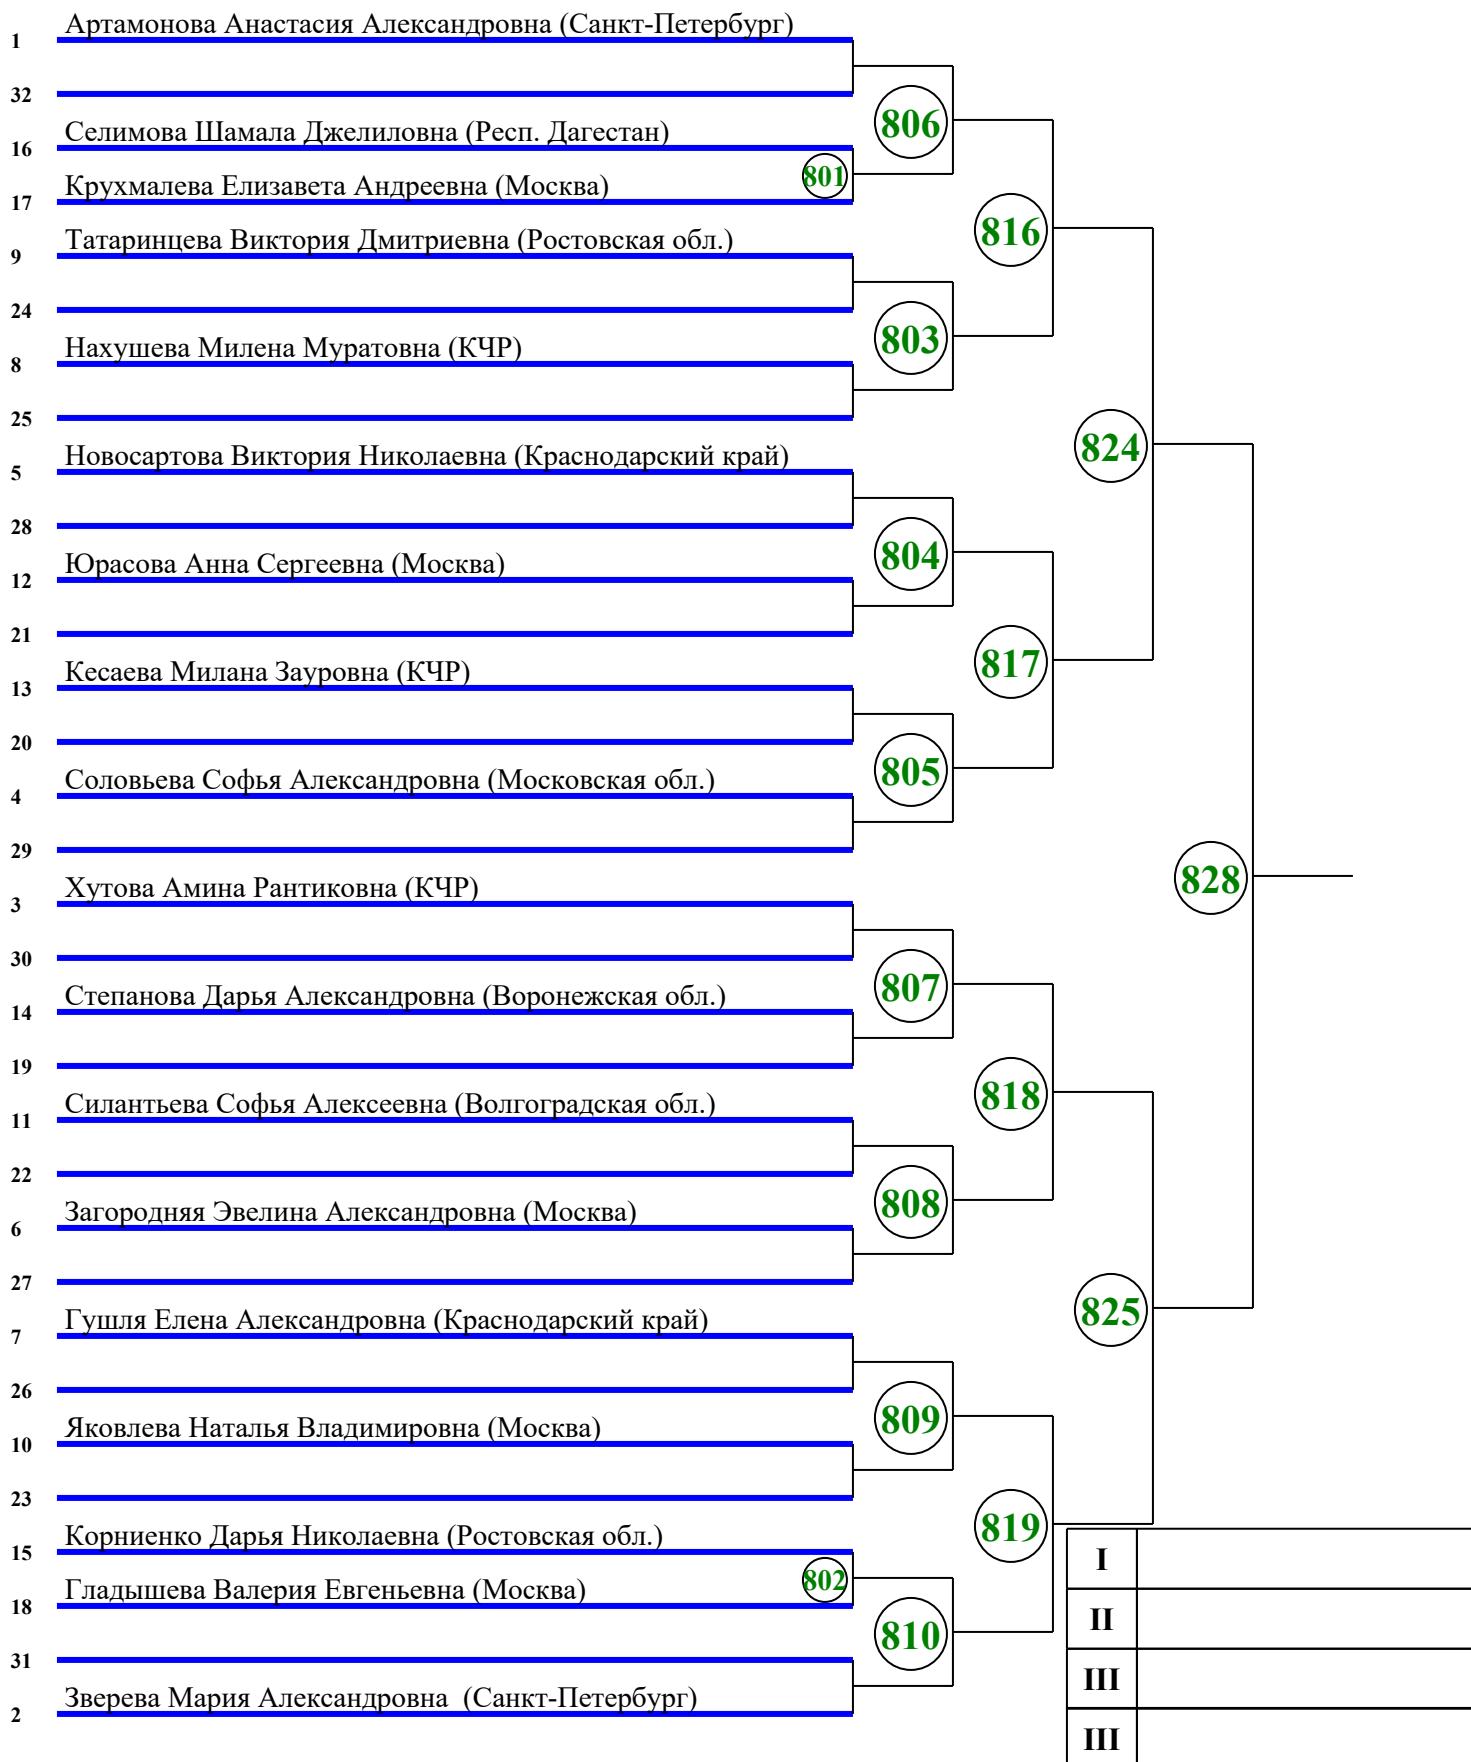 Артамонова Анастасия Александровна (Санкт-Петербург)
1
32
806
Селимова Шамала Джелиловна (Респ. Дагестан)
16
801
Крухмалева Елизавета Андреевна (Москва)
17
816
Татаринцева Виктория Дмитриевна (Ростовская обл.)
9
24
803
Нахушева Милена Муратовна (КЧР)
8
25
824
Новосартова Виктория Николаевна (Краснодарский край)
5
28
804
Юрасова Анна Сергеевна (Москва)
12
21
817
Кесаева Милана Зауровна (КЧР)
13
20
805
Соловьева Софья Александровна (Московская обл.)
4
29
828
Хутова Амина Рантиковна (КЧР)
3
30
807
Степанова Дарья Александровна (Воронежская обл.)
14
19
818
Силантьева Софья Алексеевна (Волгоградская обл.)
11
22
808
Загородняя Эвелина Александровна (Москва)
6
27
825
Гушля Елена Александровна (Краснодарский край)
7
26
809
Яковлева Наталья Владимировна (Москва)
10
23
819
Корниенко Дарья Николаевна (Ростовская обл.)
15
I
802
Гладышева Валерия Евгеньевна (Москва)
18
II
810
31
III
Зверева Мария Александровна (Санкт-Петербург)
2
III